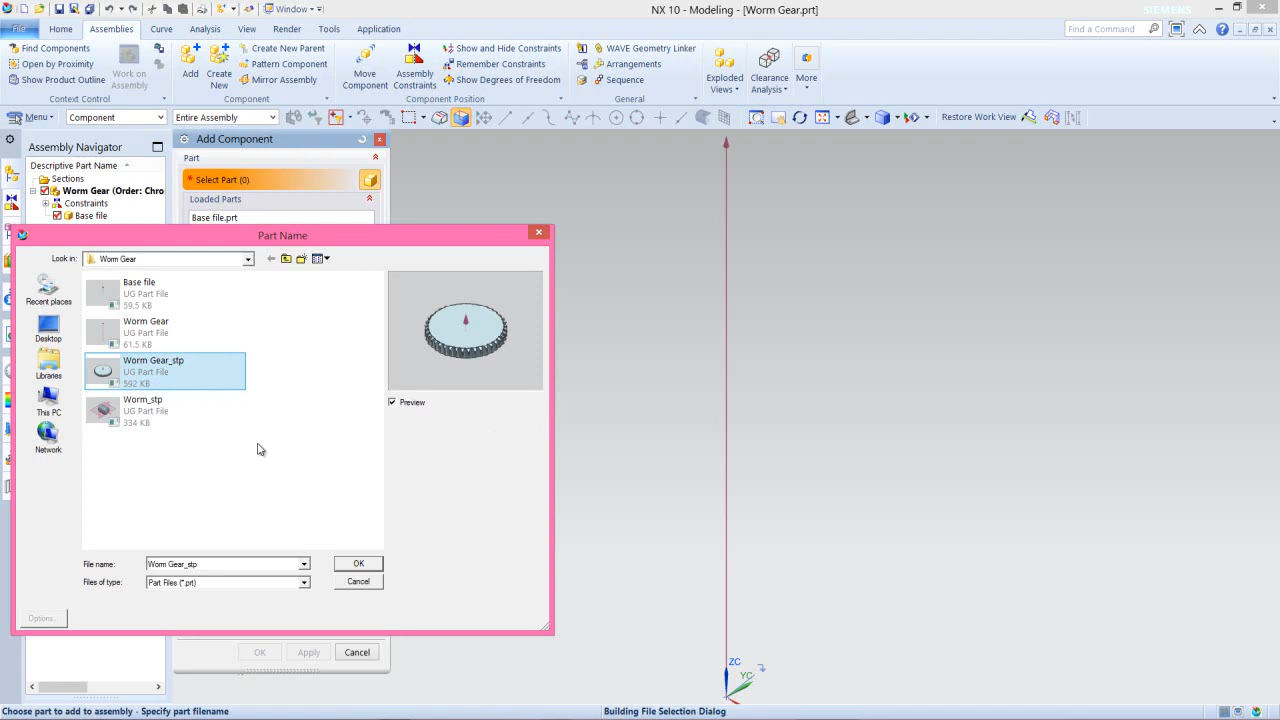 Window
NX 10 - Modeling - [Worm Gear.prt]
SIEMENS
File
Home
Assemblies
Curve
Analysis
View
Render
Tools
Application
Find a Command
Find Components
Open by Proximity
Show Product Outline
Work on
Assembly
Context Control
Add
Create
New
Create New Parent
Pattern Component
Mirror Assembly
Component
Move
Component
Assembly
Constraints
Show and Hide Constraints
Remember Constraints
Show Degrees of Freedom
Component Position
WAVE Geometry Linker
Arrangements
Sequence
General
Exploded
Views
Clearance
Analysis
More
Menu
Component
Entire Assembly
Restore Work View
Assembly Navigator
Descriptive Part Name
Sections
Worm Gear (Order: Chro
Constraints
Base file
Add Component
Part
* Select Part (0)
Loaded Parts
Base file.prt
Part Name
Look in:
Worm Gear
Recent places
Desktop
Libraries
This PC
Network
Base file
UG Part File
59.5 KB
Worm Gear
UG Part File
61.5 KB
Worm Gear_stp
UG Part File
592 KB
Worm_stp
UG Part File
334 KB
Preview
File name:
Worm Gear_stp
OK
Files of type:
Part Files (*.prt)
Cancel
Options...
OK
Apply
Cancel
ZC
YC
Choose part to add to assembly - Specify part filename
Building File Selection Dialog